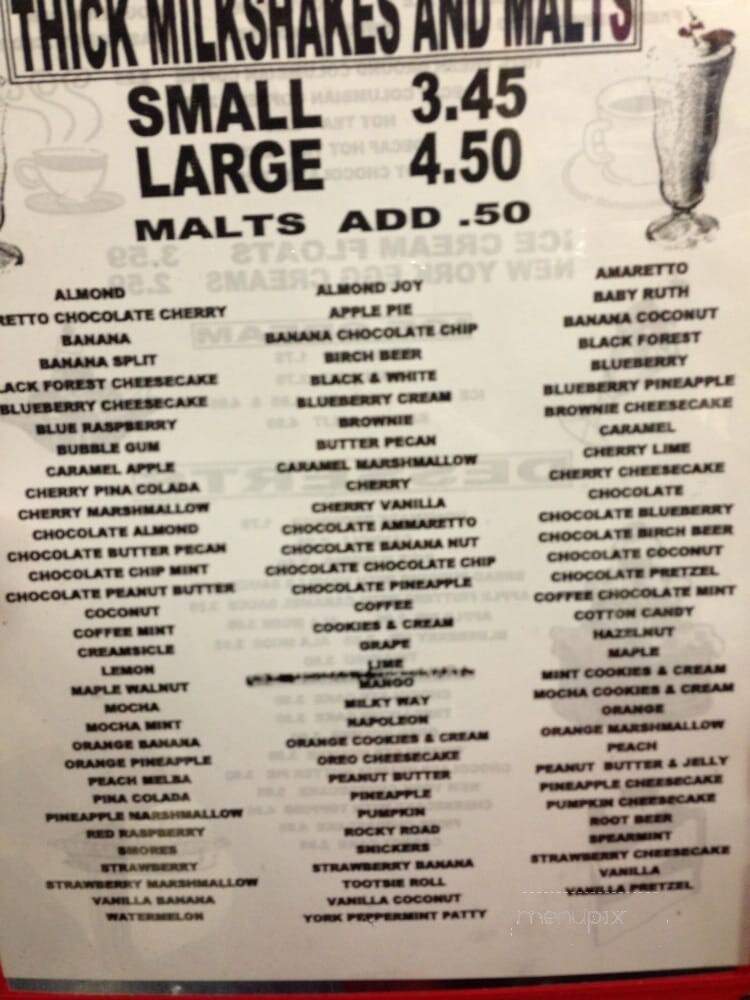 THICK MILKSHAKES AND MALTS
SMALL 3.45
LARGE 4.50
MALTS ADD .50
ALMOND
RETTO CHOCOLATE CHERRY
BANANA
BANANA SPLIT
LACK FOREST CHEESECAKE
BLUEBERRY CHEESECAKE
BLUE RASPBERRY
BUBBLE GUM
CARAMEL APPLE
CHERRY PINA COLADA
CHERRY MARSHMALLOW
CHOCOLATE ALMOND
CHOCOLATE BUTTER PECAN
CHOCOLATE CHIP MINT
CHOCOLATE PEANUT BUTTER
COCONUT
COFFEE MINT
CREAMSICLE
LEMON
MAPLE WALNUT
MOCHA
MOCHA MINT
ORANGE BANANA
ORANGE PINEAPPLE
PEACH MELBA
PINA COLADA
PINEAPPLE MARSHMALLOW
RED RASPBERRY
SMORES
STRAWBERRY
STRAWBERRY MARSHMALLOW
VANILLA BANANA
WATERMELON
ALMOND JOY
APPLE PIE
BANANA CHOCOLATE CHIP
BIRCH BEER
BLACK & WHITE
BLUEBERRY CREAM
BROWNIE
BUTTER PECAN
CARAMEL MARSHMALLOW
CHERRY
CHERRY VANILLA
CHOCOLATE AMMARETTO
CHOCOLATE BANANA NUT
CHOCOLATE CHOCOLATE CHIP
CHOCOLATE PINEAPPLE
COFFEE
COOKIES & CREAM
GRAPE
LIME
MANGO
MILKY WAY
NAPOLEON
ORANGE COOKIES & CREAM
OREO CHEESECAKE
PEANUT BUTTER
PINEAPPLE
PUMPKIN
ROCKY ROAD
SNICKERS
STRAWBERRY BANANA
TOOTSIE ROLL
VANILLA COCONUT
YORK PEPPERMINT PATTY
AMARETTO
BABY RUTH
BANANA COCONUT
BLACK FOREST
BLUEBERRY
BLUEBERRY PINEAPPLE
BROWNIE CHEESECAKE
CARAMEL
CHERRY LIME
CHERRY CHEESECAKE
CHOCOLATE
CHOCOLATE BLUEBERRY
CHOCOLATE BIRCH BEER
CHOCOLATE COCONUT
CHOCOLATE PRETZEL
COFFEE CHOCOLATE MINT
COTTON CANDY
HAZELNUT
MAPLE
MINT COOKIES & CREAM
MOCHA COOKIES & CREAM
ORANGE
ORANGE MARSHMALLOW
PEACH
PEANUT BUTTER & JELLY
PINEAPPLE CHEESECAKE
PUMPKIN CHEESECAKE
ROOT BEER
SPEARMINT
STRAWBERRY CHEESECAKE
VANILLA
VANILLA PRETZEL
menupix